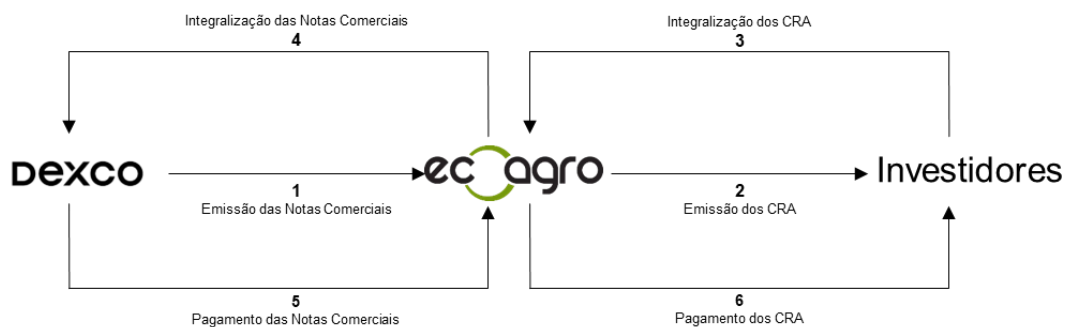 Integralização das Notas Comerciais
4
Integralização dos CRA
3
Dexco
ecoagro
Investidores
1
Emissão das Notas Comerciais
2
Emissão dos CRA
5
Pagamento das Notas Comerciais
6
Pagamento dos CRA